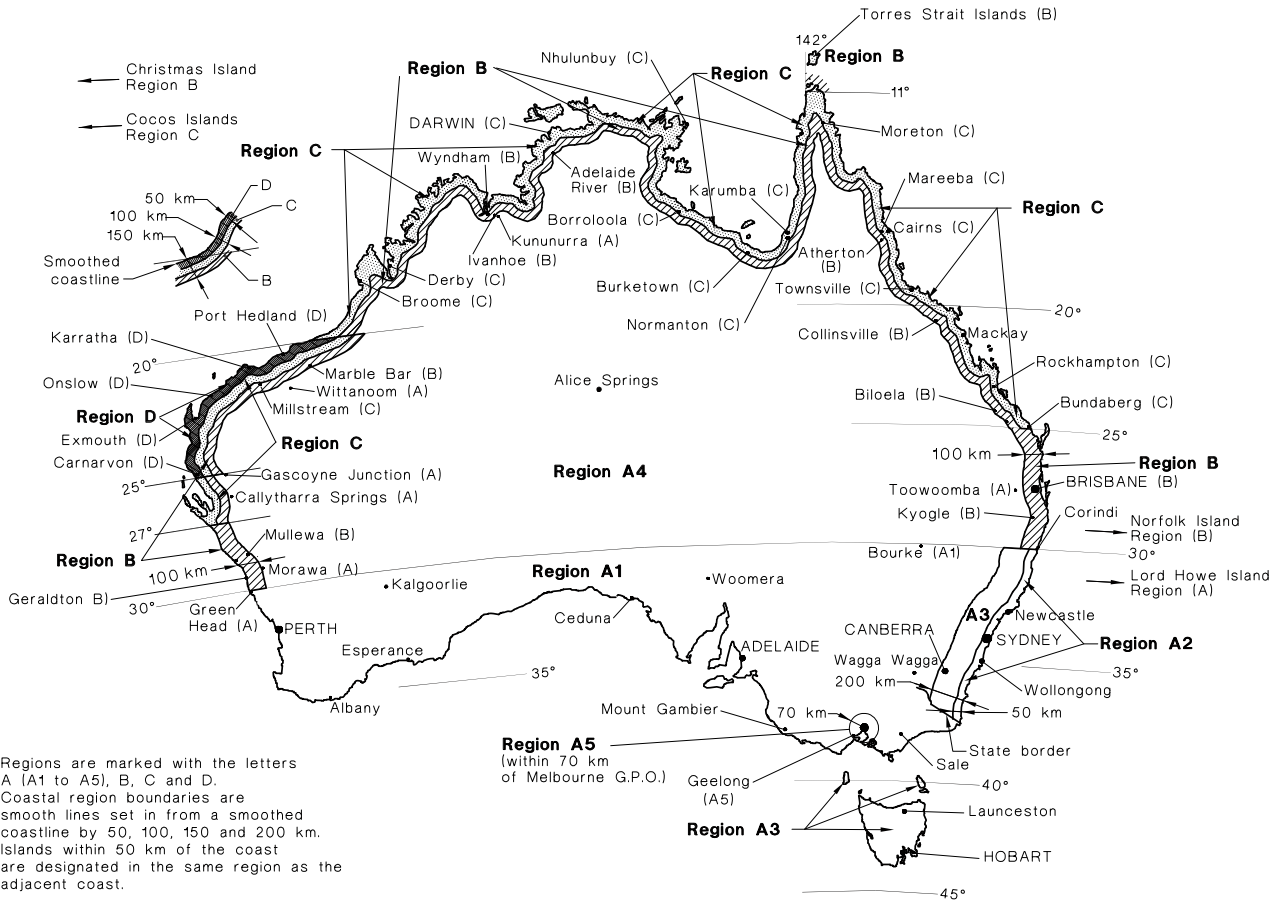 Torres Strait Islands (B)
142°
Region B
Nhulunbuy (C)
Region B
Region C
Christmas Island
Region B
11°
Cocos Islands
Region C
DARWIN (C)
Moreton (C)
Region C
Wyndham (B)
Adelaide
River (B)
Mareeba (C)
50 km
D
C
100 km
150 km
Karumba (C)
Region C
Borroloola (C)
Cairns (C)
Kununurra (A)
Atherton
(B)
Smoothed
coastline
B
Ivanhoe (B)
Derby (C)
Burketown (C)
Townsville (C)
Broome (C)
Port Hedland (D)
Normanton (C)
20°
Karratha (D)
Collinsville (B)
Mackay
20°
Rockhampton (C)
Onslow (D)
Marble Bar (B)
Wittanoom (A)
Alice Springs
Millstream (C)
Biloela (B)
Bundaberg (C)
Region D
Exmouth (D)
Region C
25°
Carnarvon (D)
100 km
Region B
Gascoyne Junction (A)
Region A4
25°
BRISBANE (B)
Callytharra Springs (A)
Toowoomba (A)
Kyogle (B)
Corindi
27°
Mullewa (B)
Norfolk Island
Region (B)
Region B
Bourke (A1)
30°
100 km
Morawa (A)
Region A1
Lord Howe Island
Region (A)
Geraldton B)
Kalgoorlie
Woomera
30°
Green
Head (A)
Ceduna
A3
Newcastle
PERTH
CANBERRA
SYDNEY
Region A2
Esperance
ADELAIDE
Wagga Wagga
35°
35°
200 km
Wollongong
Albany
Mount Gambier
70 km
50 km
Region A5
(within 70 km
of Melbourne G.P.O.)
State border
Sale
Geelong
(A5)
40°
Regions are marked with the letters
A (A1 to A5), B, C and D.
Coastal region boundaries are
smooth lines set in from a smoothed
coastline by 50, 100, 150 and 200 km.
Islands within 50 km of the coast
are designated in the same region as the
adjacent coast.
Launceston
Region A3
HOBART
45°